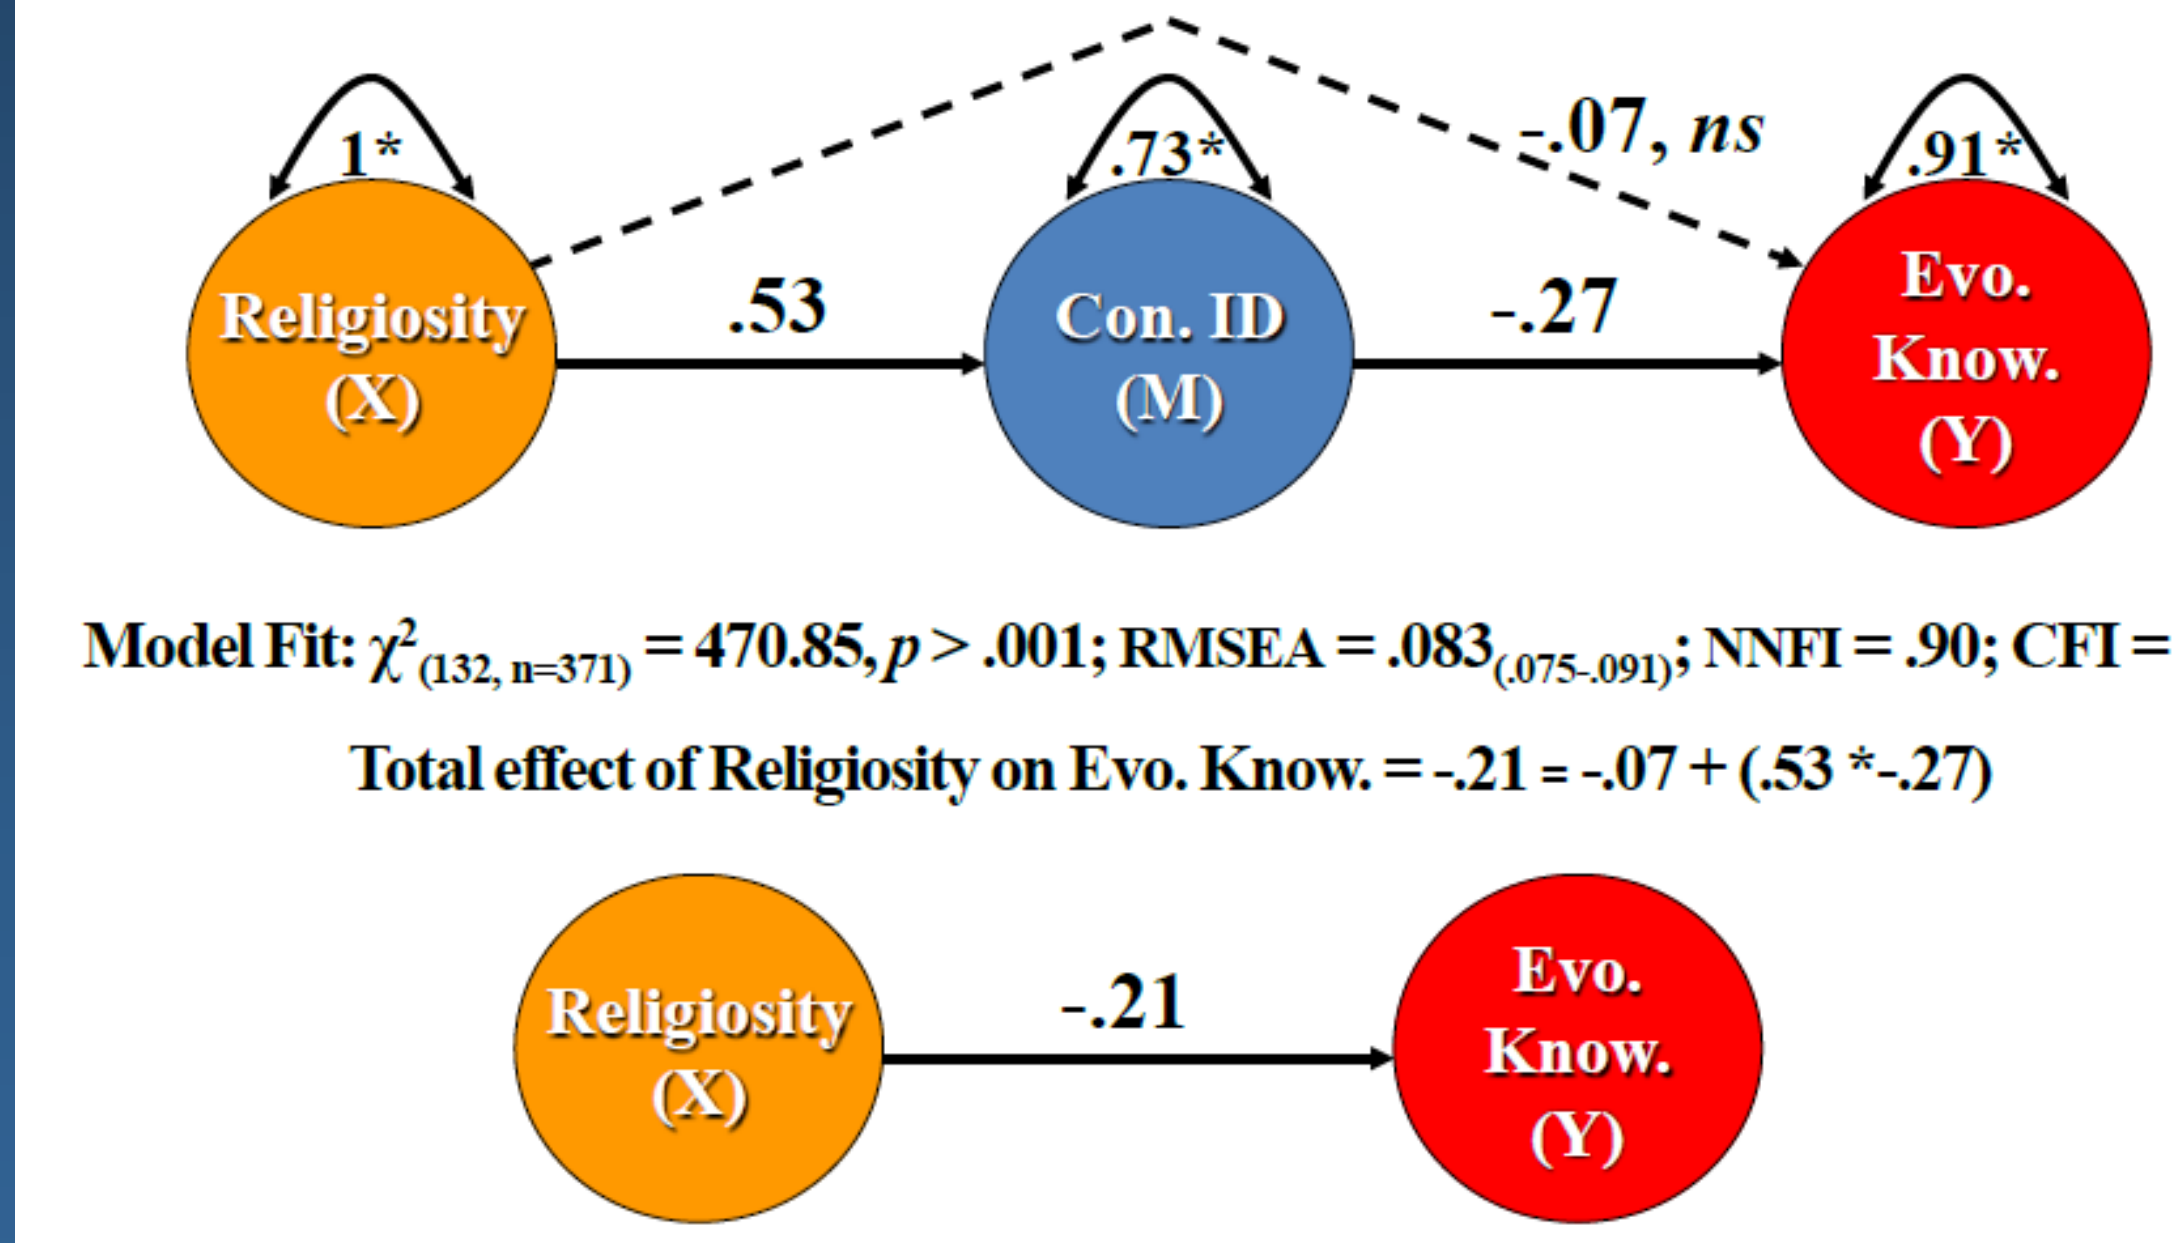 -.07, ns
1*
.73*
.91*
Religiosity
(X)
.53
Con. ID
(M)
-.27
Evo.
Know.
(Y)
Model Fit: χ²(132, n=371) = 470.85, p > .001; RMSEA = .083(.075-.091); NNFI = .90; CFI =
Total effect of Religiosity on Evo. Know. = -.21 = -.07 + (.53 *-.27)
Religiosity
(X)
-.21
Evo.
Know.
(Y)